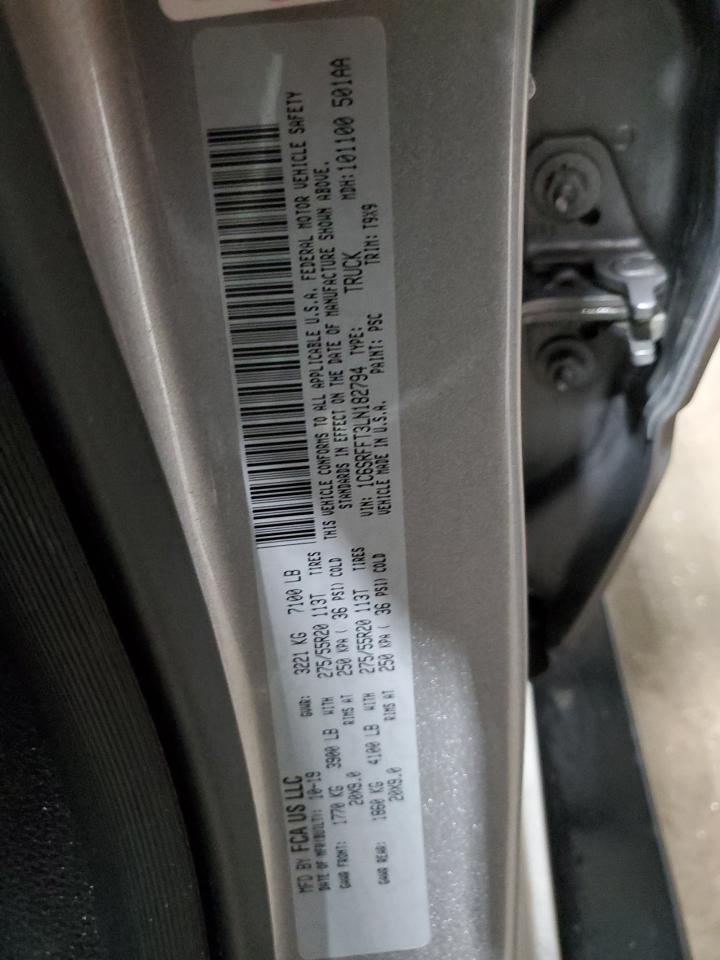 MFD BY FCA US LLC
DATE OF MFR(BUILT): 10-19 GVWR: 3221 KG 7100 LB
GAWR FRONT: 1770 KG 3900 LB WITH 275/55R20 113T TIRES
20X9.0 RIMS AT 250 KPA ( 36 PSI) COLD
GAWR REAR: 1860 KG 4100 LB WITH 275/55R20 113T TIRES
20X9.0 RIMS AT 250 KPA ( 36 PSI) COLD
THIS VEHICLE CONFORMS TO ALL APPLICABLE U.S.A. FEDERAL MOTOR VEHICLE SAFETY
STANDARDS IN EFFECT ON THE DATE OF MANUFACTURE SHOWN ABOVE.
VIN: 1C6SRFFT3LN182794 TYPE: TRUCK MDH: 101100 501AA
VEHICLE MADE IN U.S.A. PAINT: PSC TRIM: T9X9